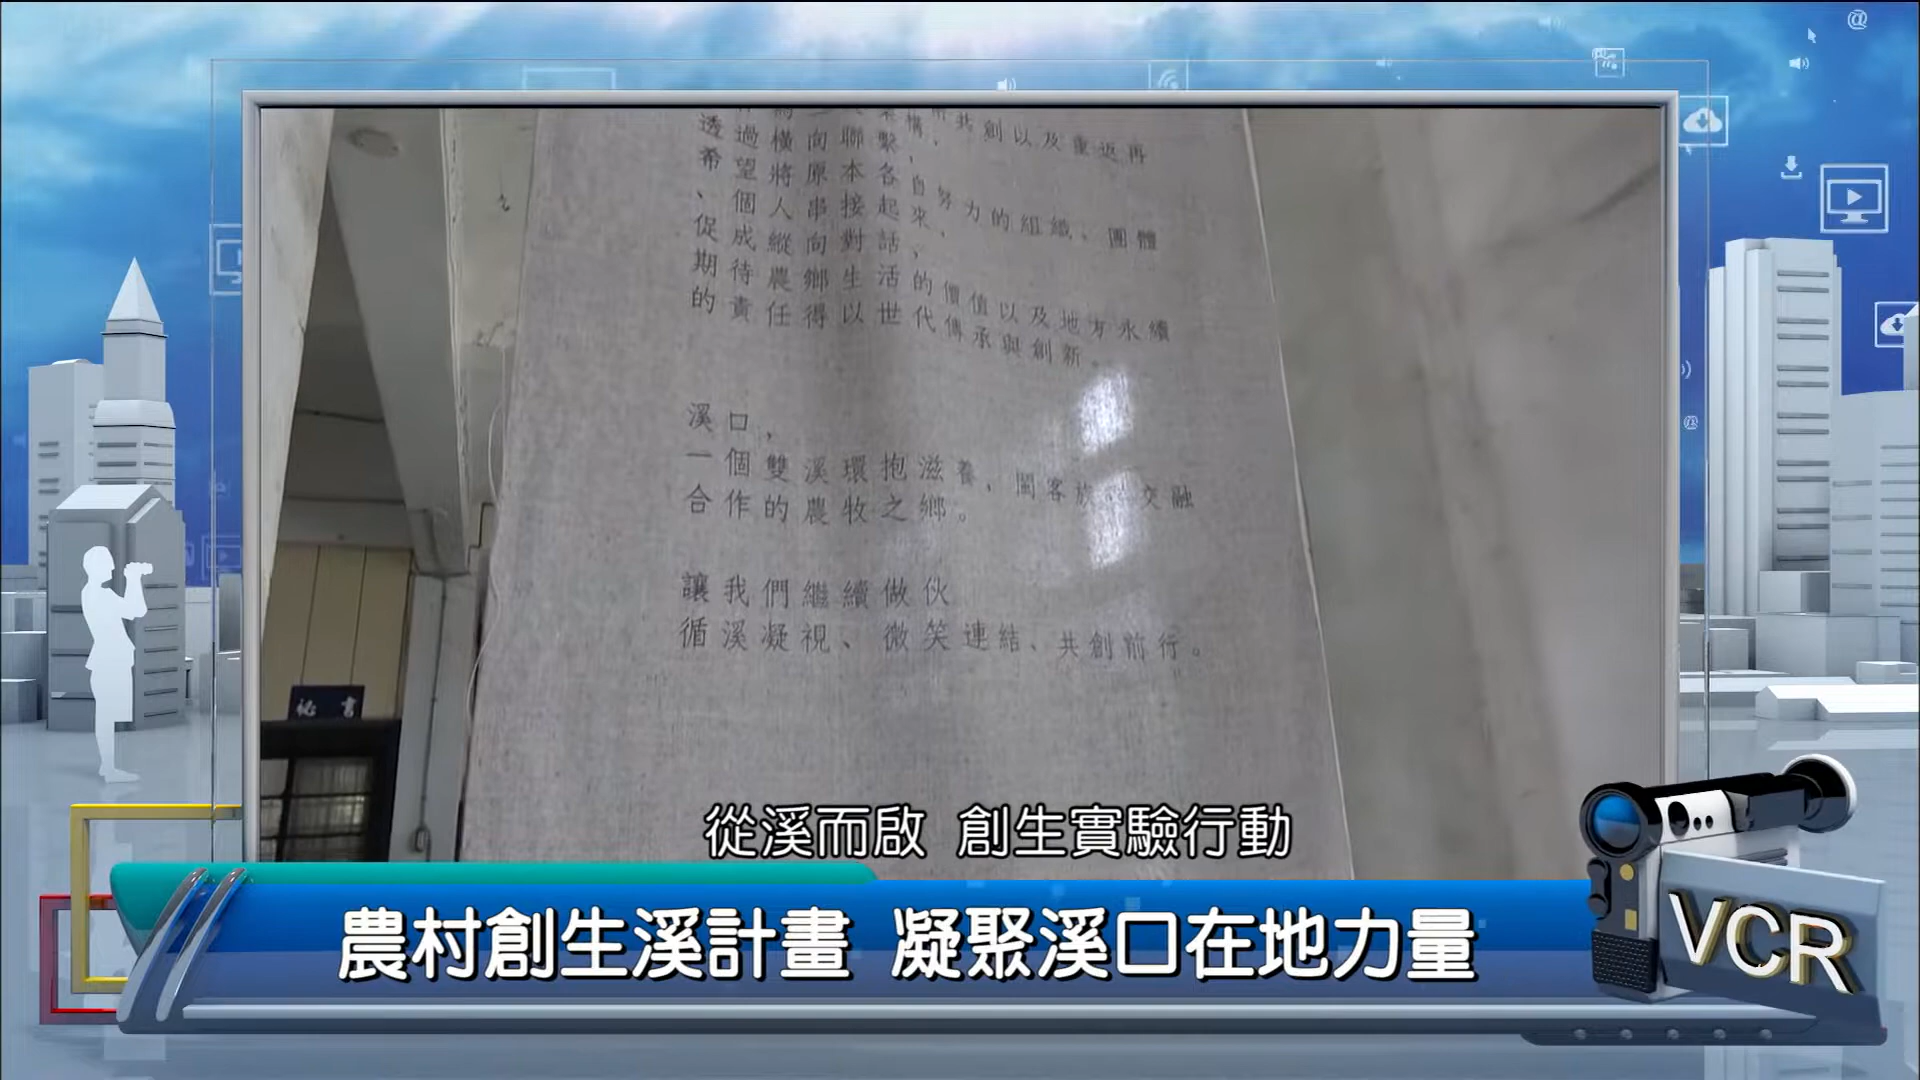 透過橫向聯繫，
希望將原本各自努力的組織、團體
、個人串接起來，
促成縱向對話，
期待農鄉生活的價值以及地方永續
的責任得以世代傳承與創新。
溪口，
一個雙溪環抱滋養，閩客族群交融
合作的農牧之鄉。
讓我們繼續做伙
循溪凝視、微笑連結、共創前行。
秘書
從溪而啟 創生實驗行動
農村創生溪計畫 凝聚溪口在地力量
VCR